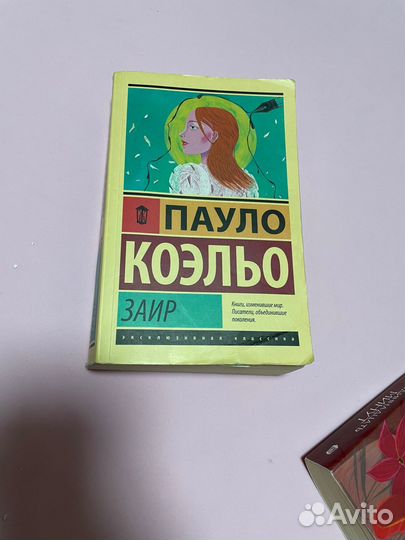 ПАУЛО
КОЭЛЬО
ЗАИР
Книги, изменившие мир.
Писатели, объединившие
поколения.
ЭКСКЛЮЗИВНАЯ КЛАССИКА
Avito